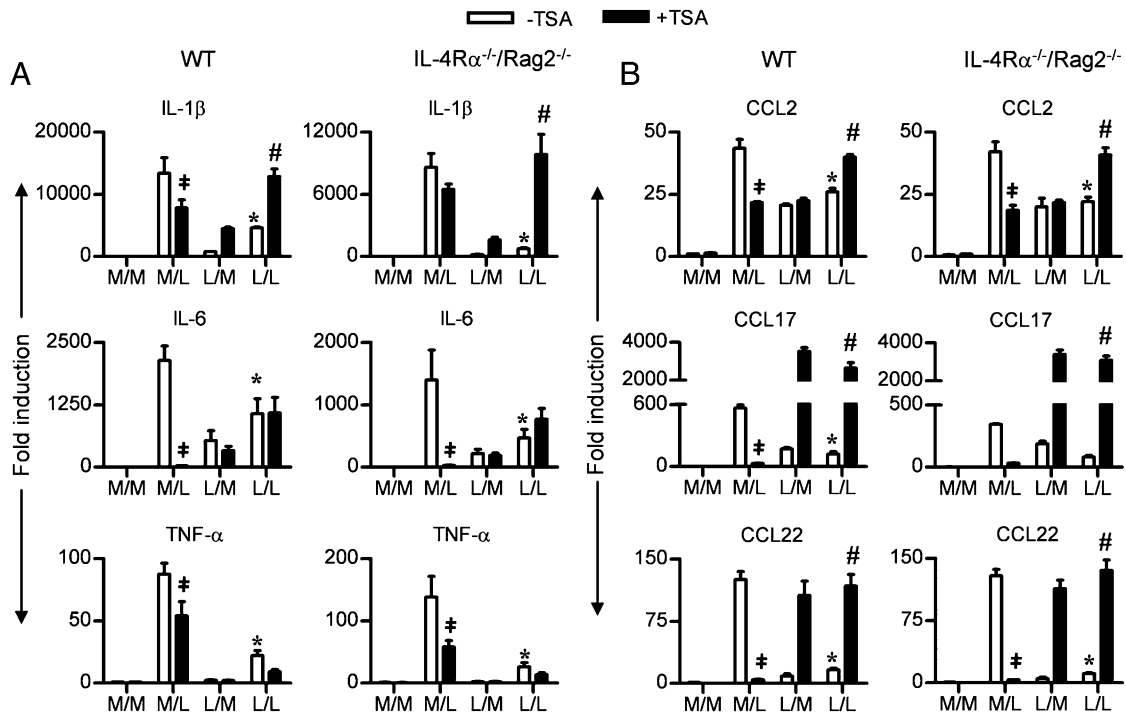 -TSA +TSA
A WT IL-4Rα-/-/Rag2-/-
IL-1β IL-1β
20000 12000
#
#
‡
10000 6000
*
*
0 0
M/M M/L L/M L/L M/M M/L L/M L/L
Fold induction
IL-6 IL-6
2500 2000
*
1250 1000
*
‡ ‡
0 0
M/M M/L L/M L/L M/M M/L L/M L/L
TNF-α TNF-α
100 200
‡
50 100
‡
* *
0 0
M/M M/L L/M L/L M/M M/L L/M L/L
B WT IL-4Rα-/-/Rag2-/-
CCL2 CCL2
50 50
# #
‡ * ‡ *
25 25
0 0
M/M M/L L/M L/L M/M M/L L/M L/L
Fold induction
CCL17 CCL17
4000 4000
# #
2000 2000
600 500
‡ *
0 0
M/M M/L L/M L/L M/M M/L L/M L/L
CCL22 CCL22
150 150
# #
75 75
‡ * ‡ *
0 0
M/M M/L L/M L/L M/M M/L L/M L/L